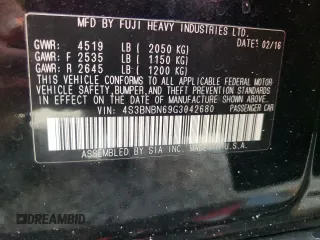 MFD BY FUJI HEAVY INDUSTRIES LTD.
GVWR: 4519 LB ( 2050 KG) DATE: 02/16
GAWR: F 2535 LB ( 1150 KG)
GAWR: R 2645 LB ( 1200 KG)
THIS VEHICLE CONFORMS TO ALL APPLICABLE
FEDERAL MOTOR VEHICLE SAFETY, BUMPER, AND THEFT
PREVENTION STANDARDS IN EFFECT ON THE DATE OF
MANUFACTURE SHOWN ABOVE.
VIN: 4S3BNBN69G3042680 PASSENGER CAR
ASSEMBLED BY SIA INC. MADE IN U.S.A.
DREAMBID